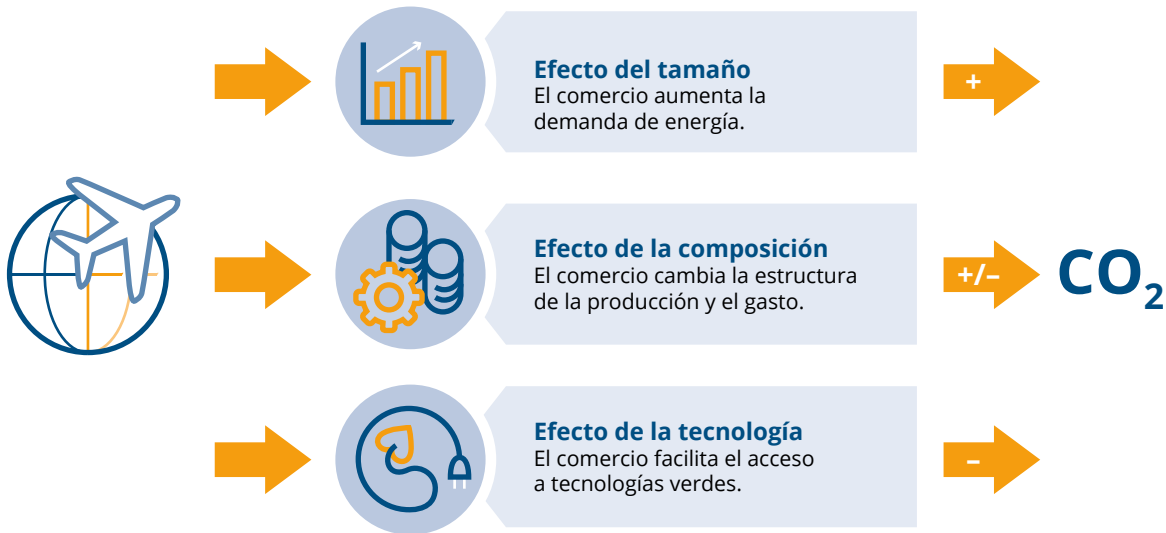 Efecto del tamaño
El comercio aumenta la
demanda de energía.
+
Efecto de la composición
El comercio cambia la estructura
de la producción y el gasto.
+/–
CO₂
Efecto de la tecnología
El comercio facilita el acceso
a tecnologías verdes.
–